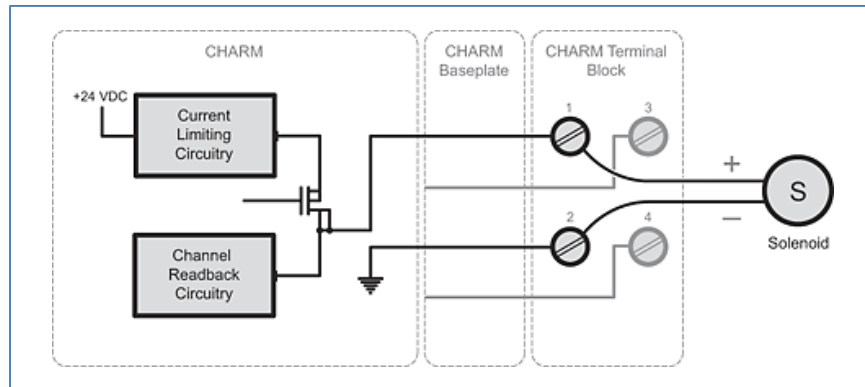 CHARM
CHARM
Baseplate
CHARM Terminal
Block
+24 VDC
Current
Limiting
Circuitry
1
3
+
S
−
Solenoid
2
4
Channel
Readback
Circuitry